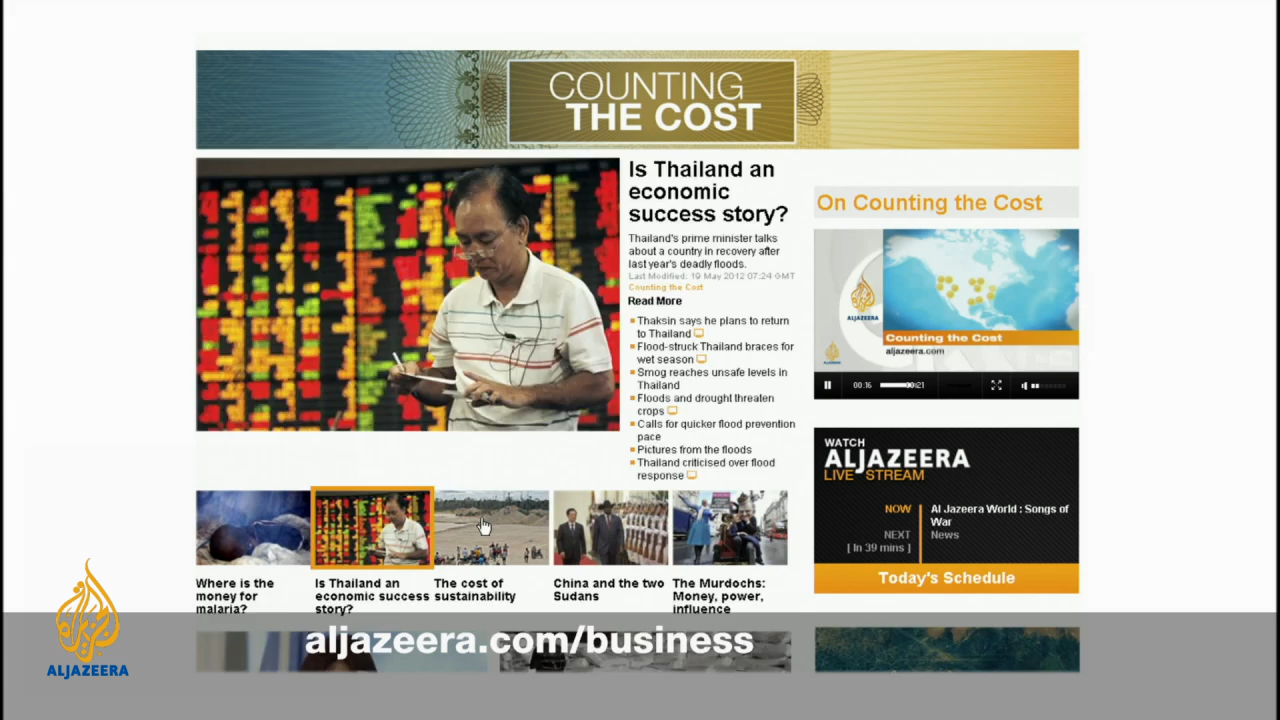 COUNTING
THE COST
Is Thailand an
economic
success story?
Thailand's prime minister talks
about a country in recovery after
last year's deadly floods.
Last Modified: 19 May 2012 07:24 GMT
Counting the Cost
Read More
Thaksin says he plans to return
to Thailand
Flood-struck Thailand braces for
wet season
Smog reaches unsafe levels in
Thailand
Floods and drought threaten
crops
Calls for quicker flood prevention
pace
Pictures from the floods
Thailand criticised over flood
response
On Counting the Cost
ALJAZEERA
Counting the Cost
aljazeera.com
00:16
WATCH
ALJAZEERA
LIVE STREAM
NOW
Al Jazeera World : Songs of
War
NEXT
News
[ In 39 mins ]
Today's Schedule
Where is the
money for
malaria?
Is Thailand an
economic success
story?
The cost of
sustainability
China and the two
Sudans
The Murdochs:
Money, power,
influence
aljazeera.com/business
ALJAZEERA